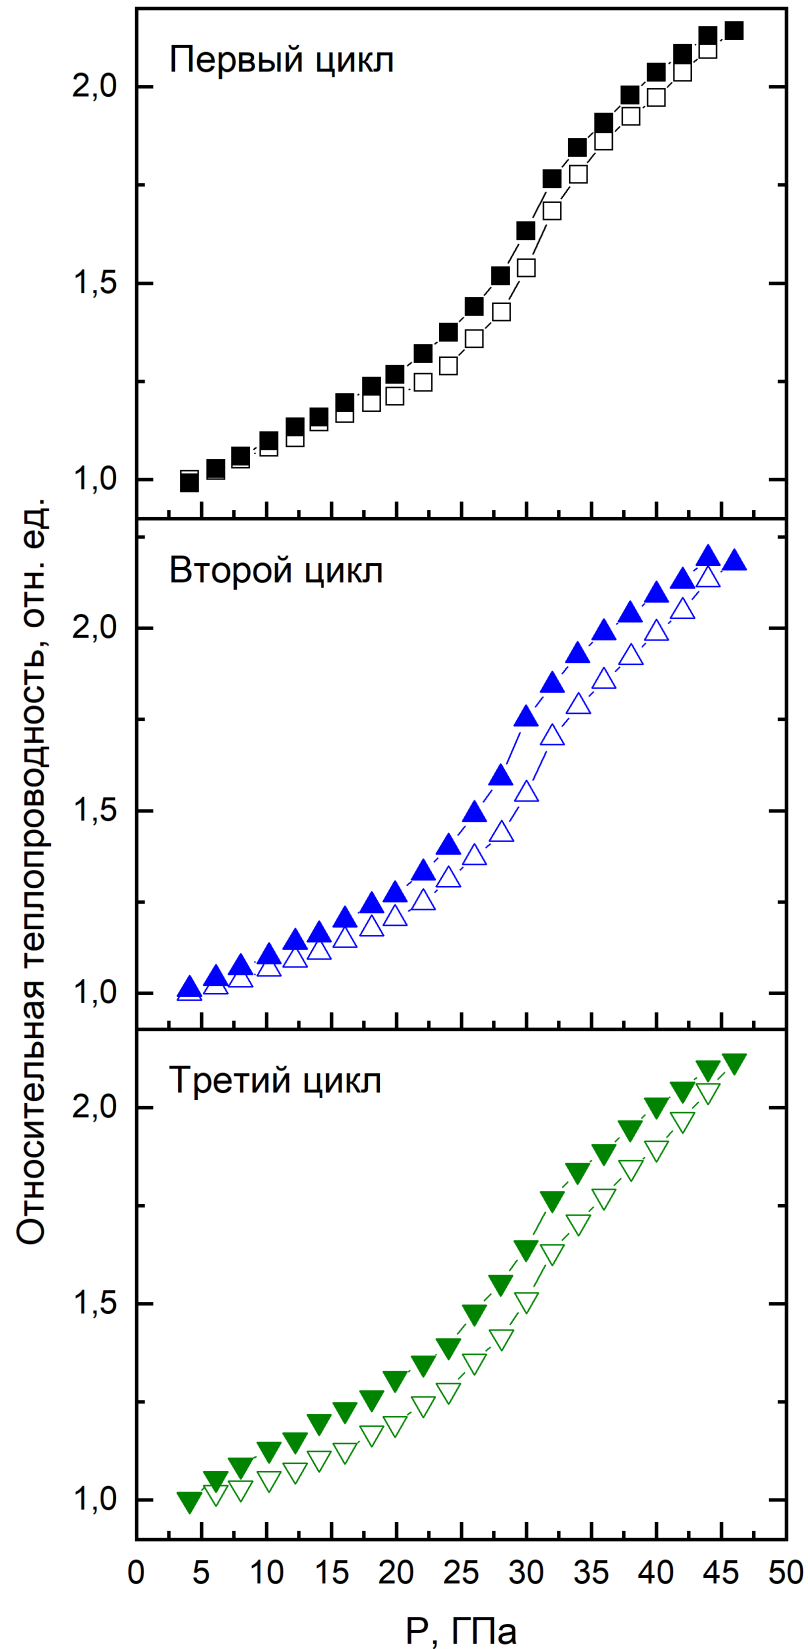 Первый цикл
2,0
1,5
1,0
Второй цикл
2,0
1,5
1,0
Третий цикл
2,0
1,5
1,0
Относительная теплопроводность, отн. ед.
0 5 10 15 20 25 30 35 40 45 50
P, ГПа